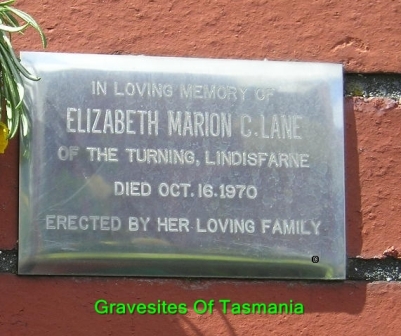 IN LOVING MEMORY OF
ELIZABETH MARION C. LANE
OF THE TURNING, LINDISFARNE
DIED OCT. 16. 1970
ERECTED BY HER LOVING FAMILY
Gravesites Of Tasmania